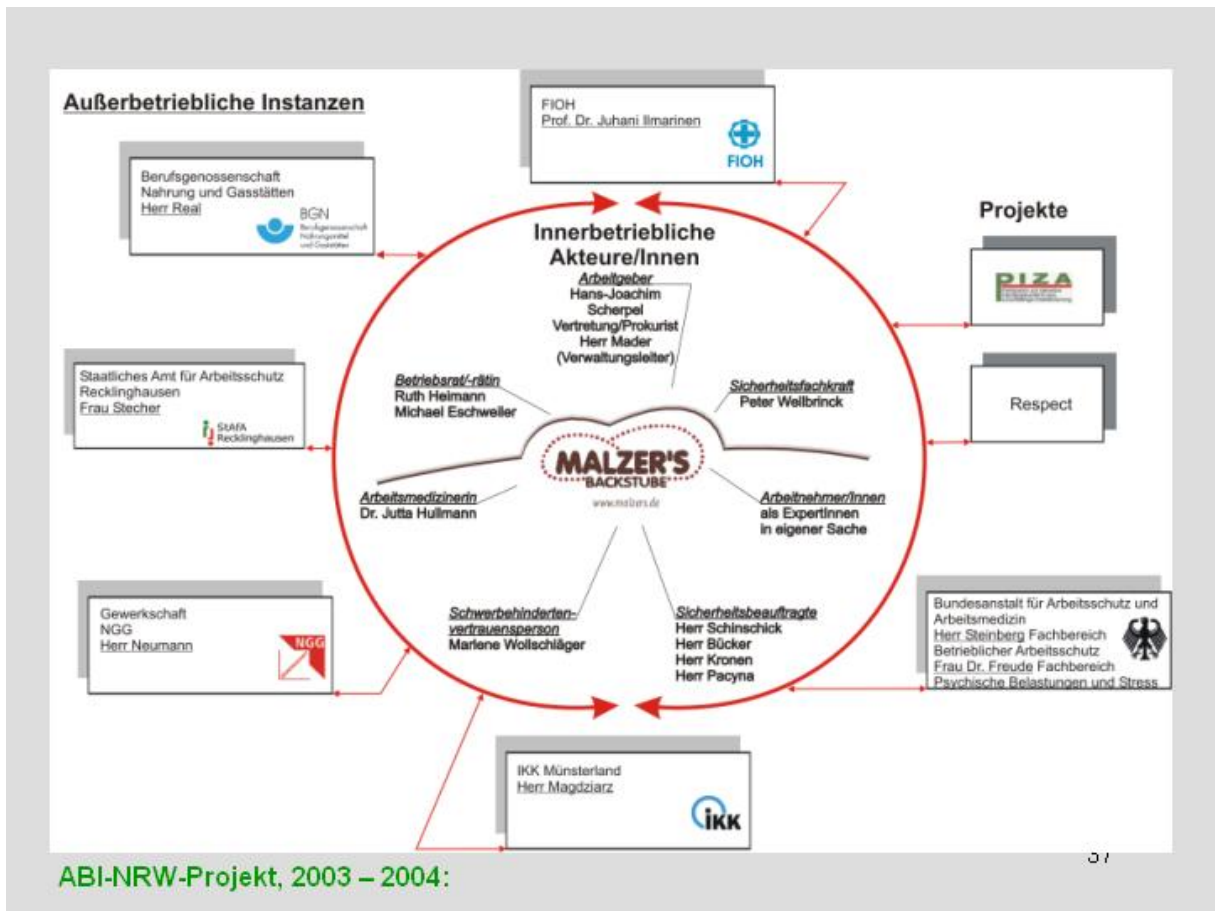 Außerbetriebliche Instanzen
FIOH
Prof. Dr. Juhani Ilmarinen
FIOH
Berufsgenossenschaft
Nahrung und Gasstätten
Herr Real
BGN
Berufsgenossenschaft
Nahrungsmittel
und Gaststätten
Projekte
PIZA
Innerbetriebliche
Akteure/Innen
Arbeitgeber
Hans-Joachim
Scherpel
Vertretung/Prokurist
Herr Mader
(Verwaltungsleiter)
Staatliches Amt für Arbeitsschutz
Recklinghausen
Frau Stecher
StAfA
Recklinghausen
Betriebsrat/-rätin
Ruth Heimann
Michael Eschweiler
Sicherheitsfachkraft
Peter Wellbrinck
Respect
MALZER'S
BACKSTUBE
www.malzers.de
Arbeitsmedizinerin
Dr. Jutta Hullmann
Arbeitnehmer/Innen
als ExpertInnen
in eigener Sache
Gewerkschaft
NGG
Herr Neumann
NGG
Schwerbehinderten-
vertrauensperson
Marlene Wollschläger
Sicherheitsbeauftragte
Herr Schinschick
Herr Bücker
Herr Kronen
Herr Pacyna
Bundesanstalt für Arbeitsschutz und
Arbeitsmedizin
Herr Steinberg Fachbereich
Betrieblicher Arbeitsschutz
Frau Dr. Freude Fachbereich
Psychische Belastungen und Stress
IKK Münsterland
Herr Magdziarz
iKK
ABI-NRW-Projekt, 2003 – 2004: